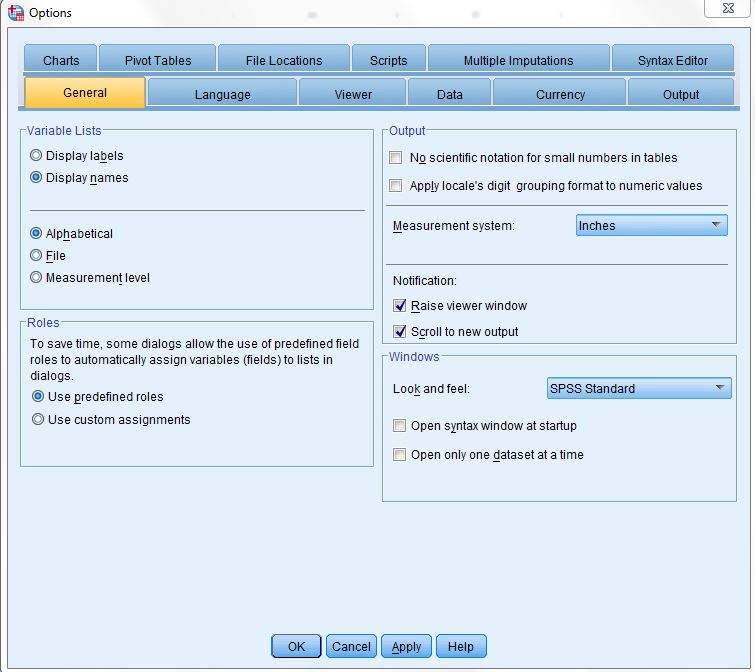 Options
Charts
Pivot Tables
File Locations
Scripts
Multiple Imputations
Syntax Editor
General
Language
Viewer
Data
Currency
Output
Variable Lists
Display labels
Display names
Alphabetical
File
Measurement level
Roles
To save time, some dialogs allow the use of predefined field
roles to automatically assign variables (fields) to lists in
dialogs.
Use predefined roles
Use custom assignments
Output
No scientific notation for small numbers in tables
Apply locale's digit grouping format to numeric values
Measurement system:
Inches
Notification:
Raise viewer window
Scroll to new output
Windows
Look and feel:
SPSS Standard
Open syntax window at startup
Open only one dataset at a time
OK
Cancel
Apply
Help